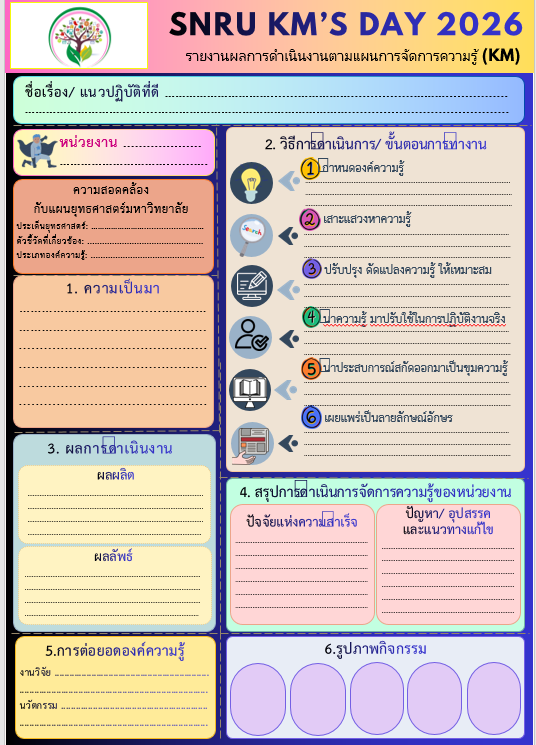 SNRU KM'S DAY 2026
รายงานผลการดำเนินงานตามแผนการจัดการความรู้ (KM)
ชื่อเรื่อง/ แนวปฏิบัติที่ดี
หน่วยงาน
ความสอดคล้อง
กับแผนยุทธศาสตร์มหาวิทยาลัย
ประเด็นยุทธศาสตร์:
ตัวชี้วัดที่เกี่ยวข้อง:
ประเภทองค์ความรู้:
1. ความเป็นมา
2. วิธีการดำเนินการ/ ขั้นตอนการทำงาน
1 กำหนดองค์ความรู้
2 เสาะแสวงหาความรู้
Search
3 ปรับปรุง ดัดแปลงความรู้ ให้เหมาะสม
4 นำความรู้ มาปรับใช้ในการปฏิบัติงานจริง
5 นำประสบการณ์สกัดออกมาเป็นขุมความรู้
6 เผยแพร่เป็นลายลักษณ์อักษร
3. ผลการดำเนินงาน
ผลผลิต
ผลลัพธ์
4. สรุปการดำเนินการจัดการความรู้ของหน่วยงาน
ปัจจัยแห่งความสำเร็จ
ปัญหา/ อุปสรรค
และแนวทางแก้ไข
5.การต่อยอดองค์ความรู้
งานวิจัย
นวัตกรรม
6.รูปภาพกิจกรรม